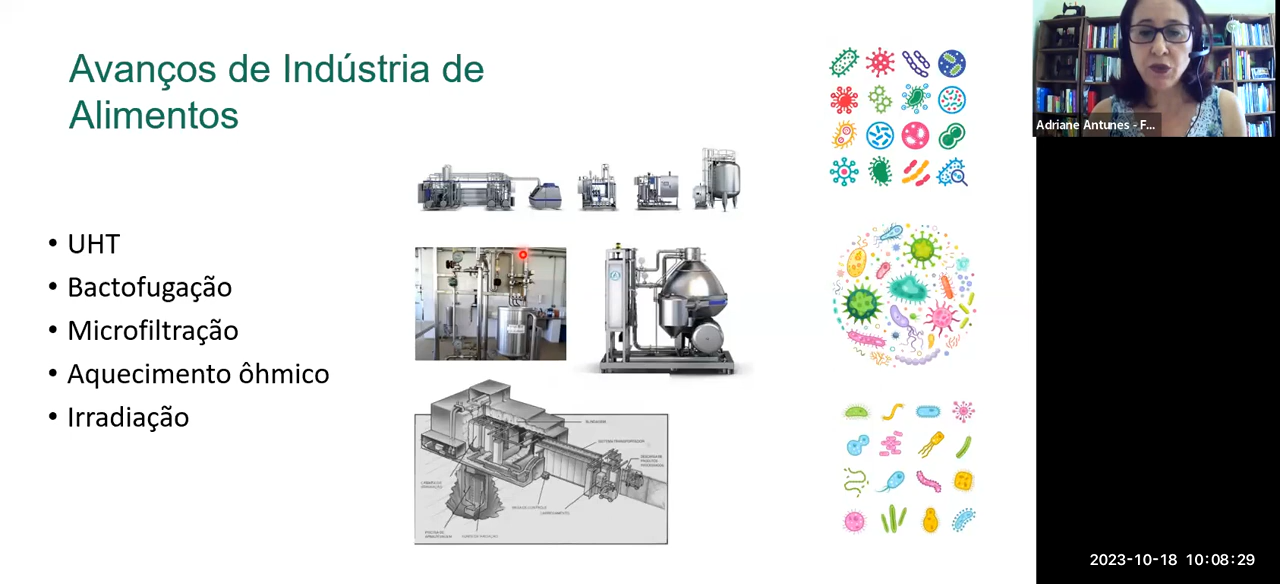 Avanços de Indústria de
Alimentos
• UHT
• Bactofugação
• Microfiltração
• Aquecimento ôhmico
• Irradiação
BLINDAGEM
Adriane Antunes - F...
2023-10-18 10:08:29